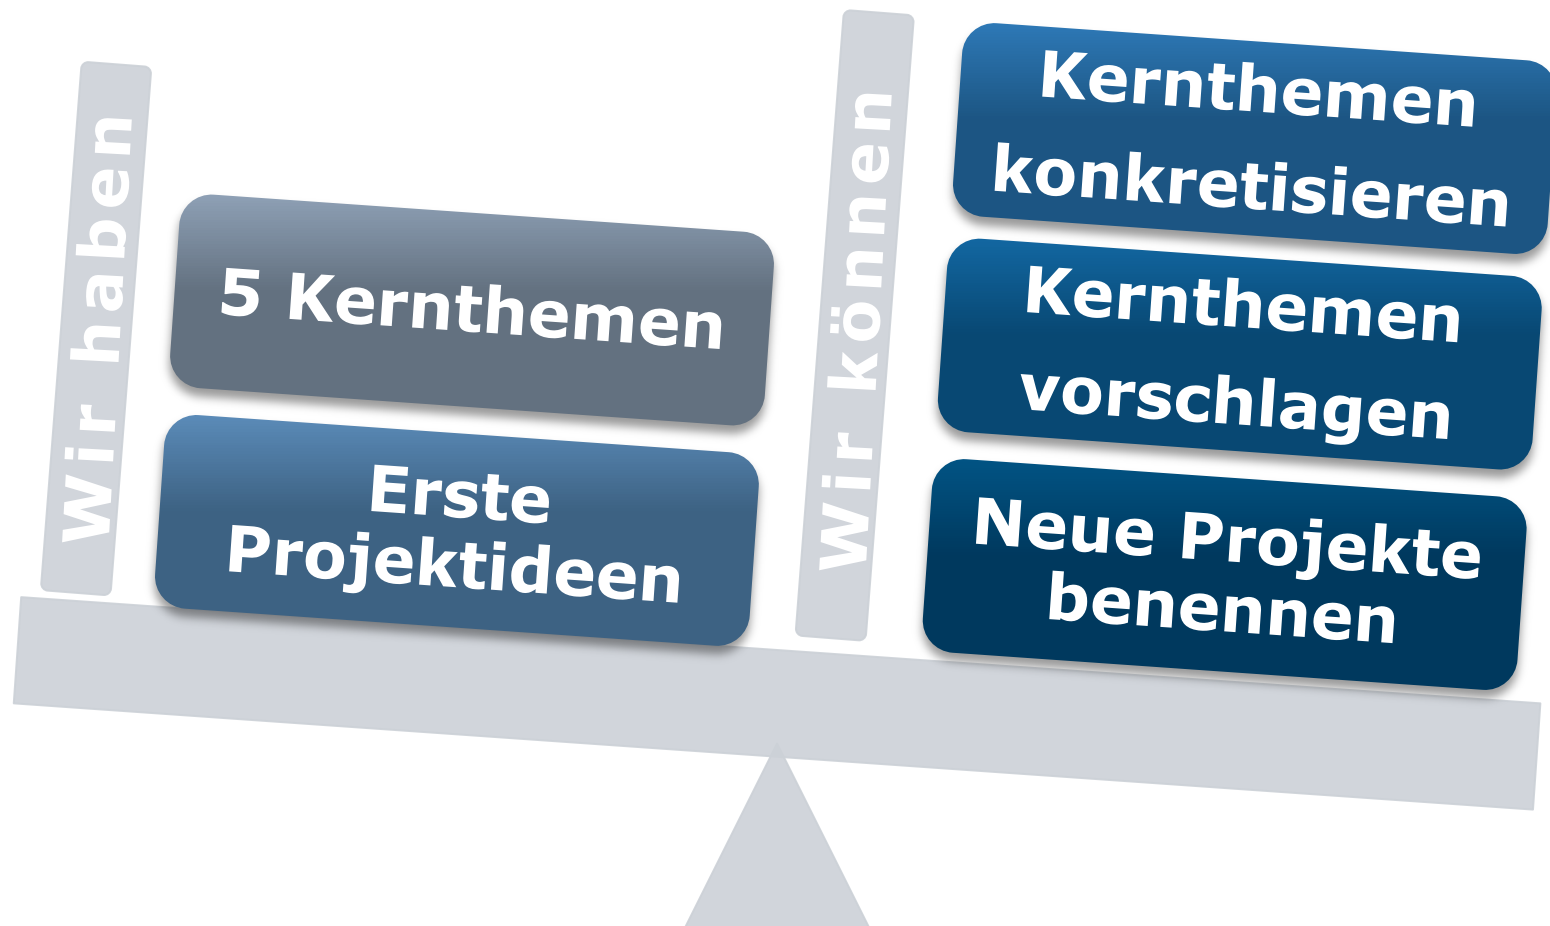 Wir haben
5 Kernthemen
Erste
Projektideen
Wir können
Kernthemen
konkretisieren
Kernthemen
vorschlagen
Neue Projekte
benennen